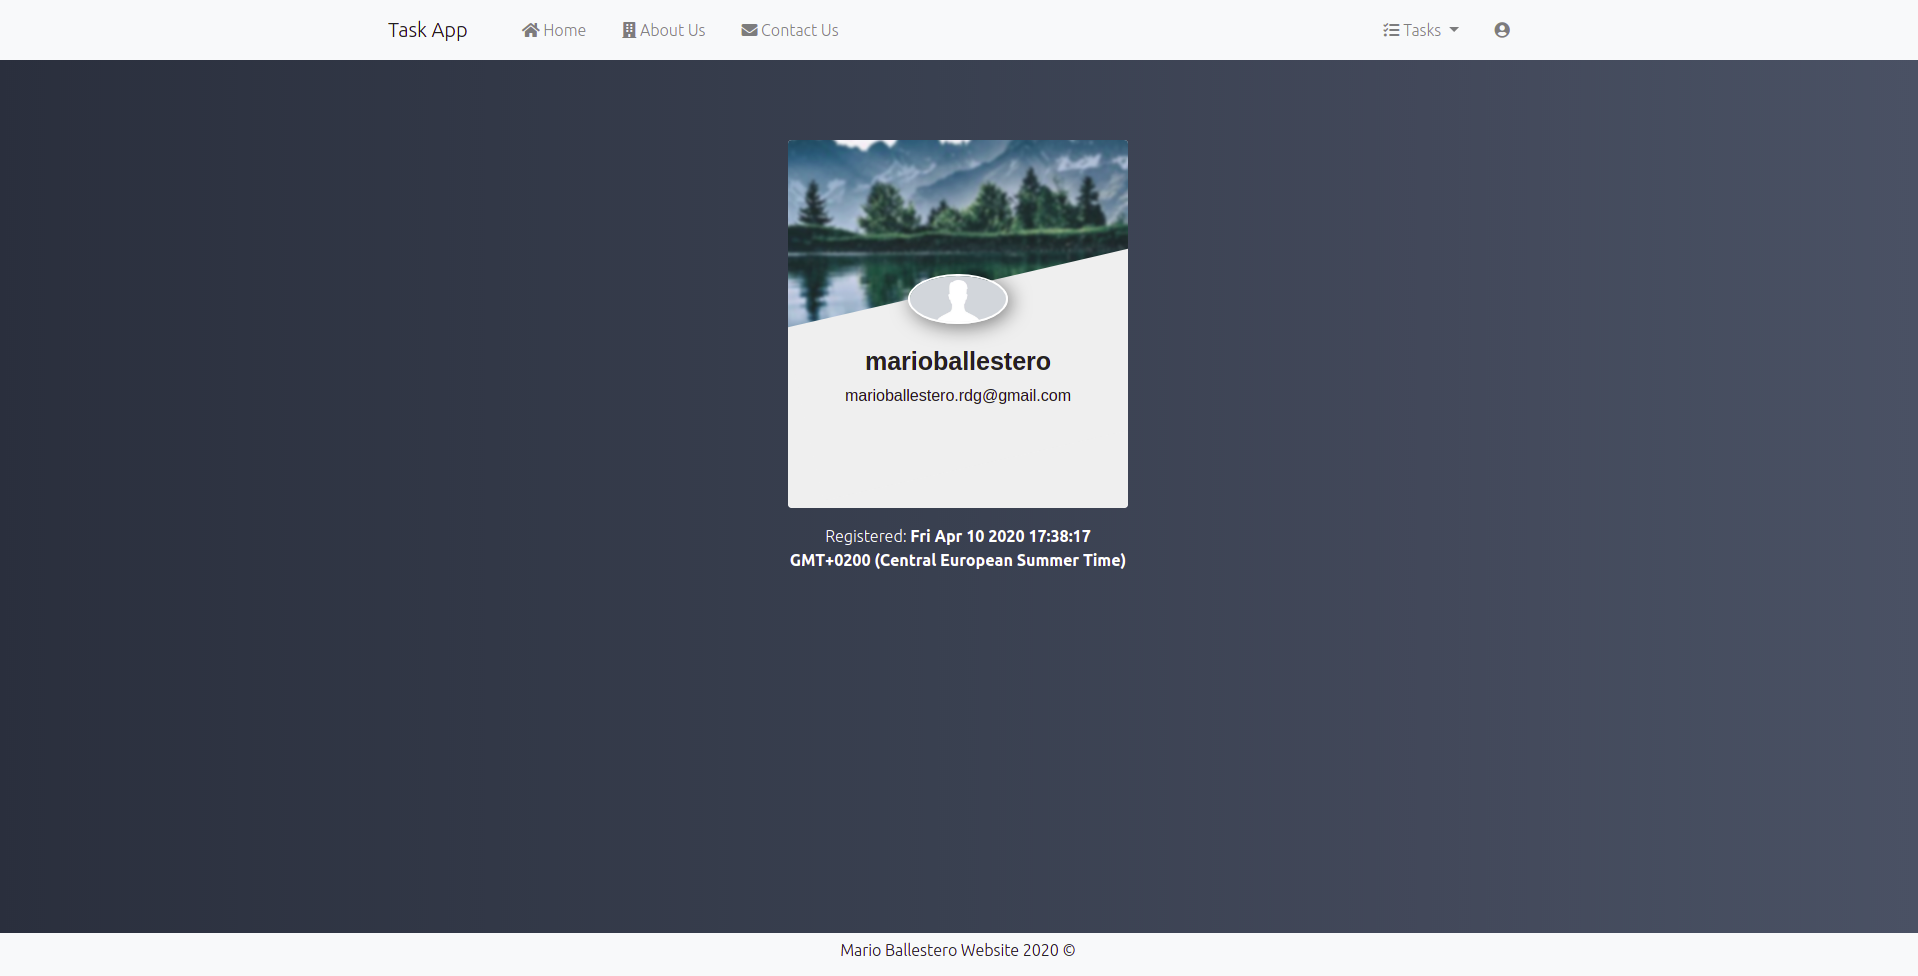 Task App Home About Us Contact Us Tasks
marioballestero
marioballestero.rdg@gmail.com
Registered: Fri Apr 10 2020 17:38:17
GMT+0200 (Central European Summer Time)
Mario Ballestero Website 2020 ©